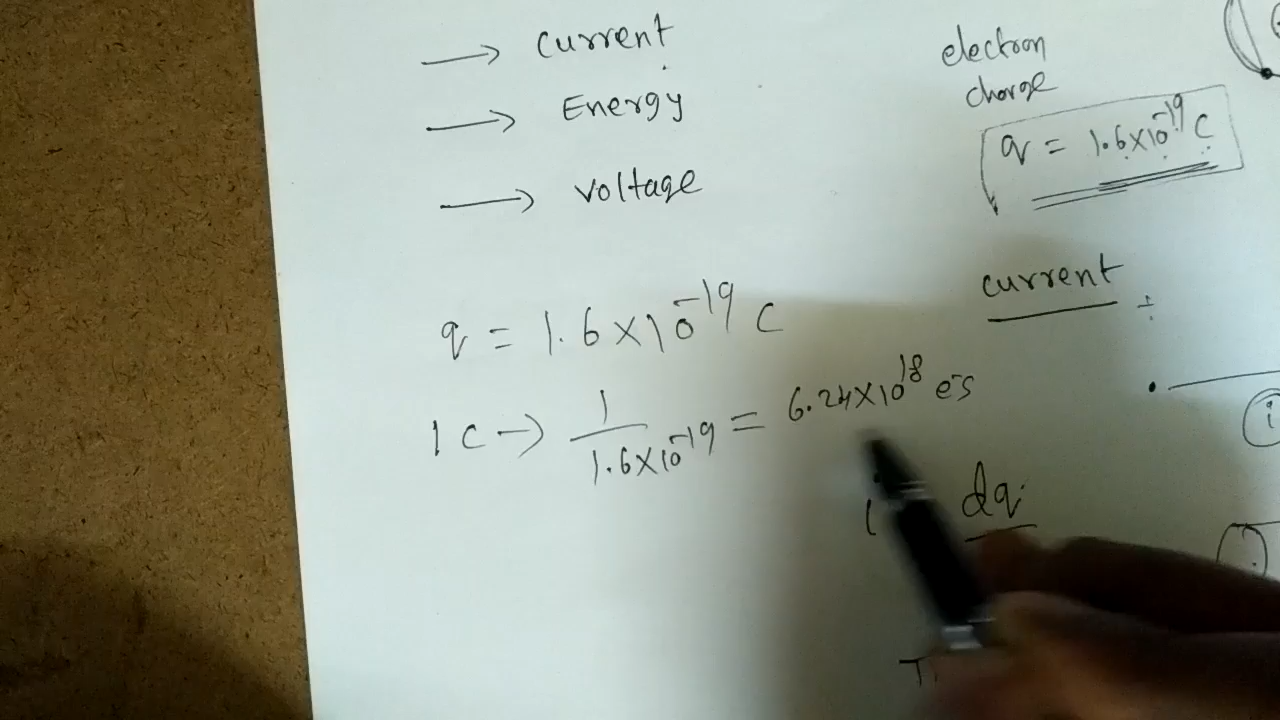 → Current
→ Energy
→ voltage
electron
charge
q = 1.6×10⁻¹⁹ C
q = 1.6×10⁻¹⁹ C
1 C → 1/1.6×10⁻¹⁹ = 6.24×10¹⁸ e⁻s
current :
i
i
dq